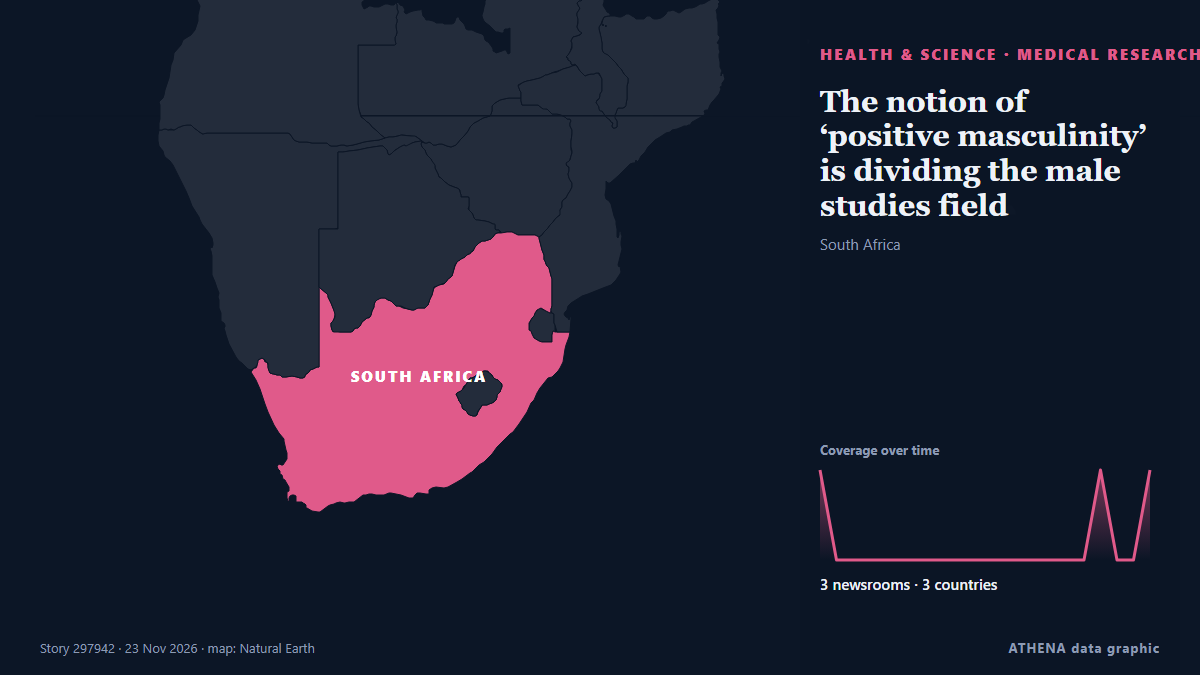 HEALTH & SCIENCE · MEDICAL RESEARCH
The notion of
‘positive masculinity’
is dividing the male
studies field
South Africa
SOUTH AFRICA
Coverage over time
3 newsrooms · 3 countries
Story 297942 · 23 Nov 2026 · map: Natural Earth
ATHENA data graphic